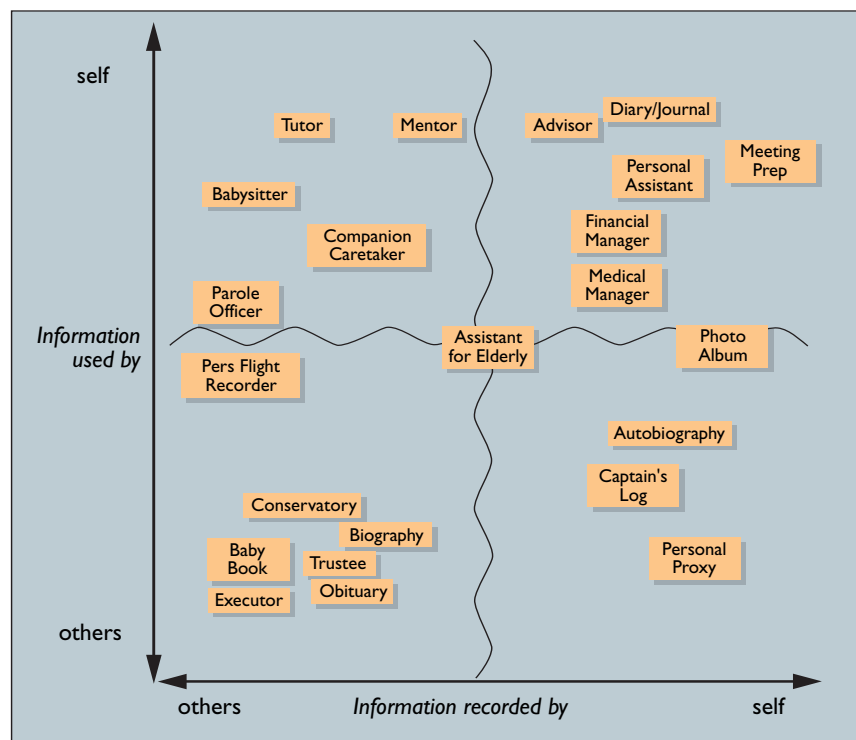 self
Diary/Journal
Tutor
Mentor
Advisor
Meeting
Prep
Personal
Assistant
Babysitter
Financial
Manager
Companion
Caretaker
Medical
Manager
Parole
Officer
Information
used by
Assistant
for Elderly
Photo
Album
Pers Flight
Recorder
Autobiography
Captain's
Log
Conservatory
Biography
Baby
Book
Trustee
Personal
Proxy
Executor
Obituary
others
others
Information recorded by
self